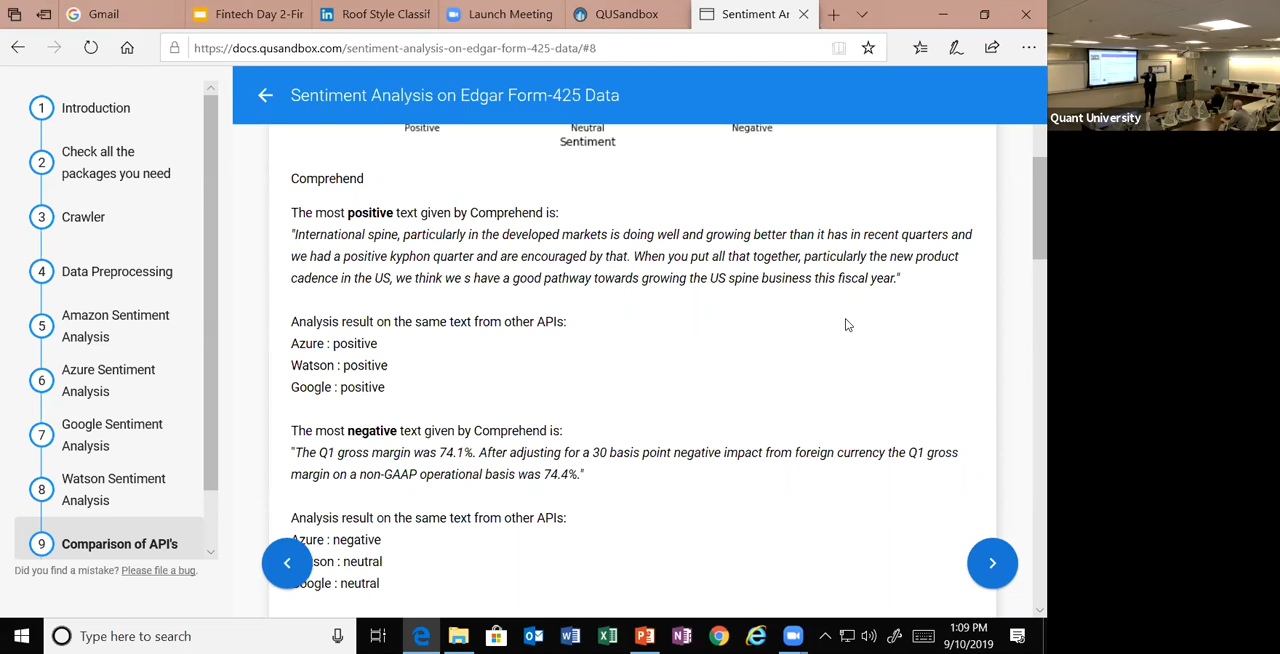 Gmail
Fintech Day 2-Fir
Roof Style Classif
Launch Meeting
QUSandbox
Sentiment Ar
https://docs.qusandbox.com/sentiment-analysis-on-edgar-form-425-data/#8
Quant University
Sentiment Analysis on Edgar Form-425 Data
1 Introduction
2 Check all the
packages you need
3 Crawler
4 Data Preprocessing
5 Amazon Sentiment
Analysis
6 Azure Sentiment
Analysis
7 Google Sentiment
Analysis
8 Watson Sentiment
Analysis
9 Comparison of API's
Did you find a mistake? Please file a bug.
Positive Neutral Negative
Sentiment
Comprehend
The most positive text given by Comprehend is:
"International spine, particularly in the developed markets is doing well and growing better than it has in recent quarters and
we had a positive kyphon quarter and are encouraged by that. When you put all that together, particularly the new product
cadence in the US, we think we s have a good pathway towards growing the US spine business this fiscal year."
Analysis result on the same text from other APIs:
Azure : positive
Watson : positive
Google : positive
The most negative text given by Comprehend is:
"The Q1 gross margin was 74.1%. After adjusting for a 30 basis point negative impact from foreign currency the Q1 gross
margin on a non-GAAP operational basis was 74.4%."
Analysis result on the same text from other APIs:
Azure : negative
son : neutral
oogle : neutral
Type here to search
1:09 PM
9/10/2019